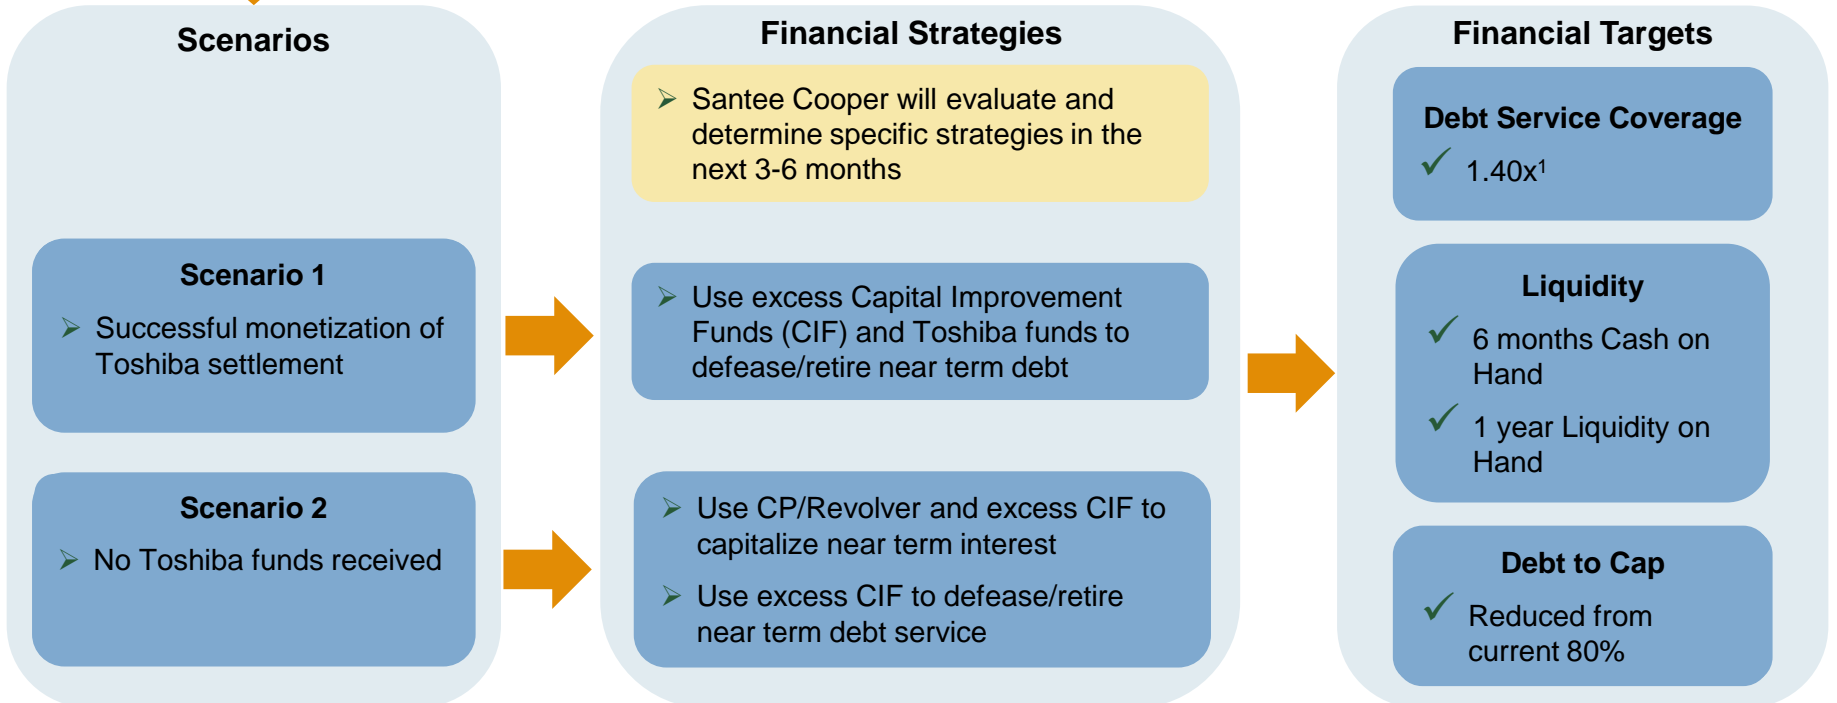 Scenarios
Scenario 1
➢ Successful monetization of
Toshiba settlement
Scenario 2
➢ No Toshiba funds received
Financial Strategies
➢ Santee Cooper will evaluate and
determine specific strategies in the
next 3-6 months
➢ Use excess Capital Improvement
Funds (CIF) and Toshiba funds to
defease/retire near term debt
➢ Use CP/Revolver and excess CIF to
capitalize near term interest
➢ Use excess CIF to defease/retire
near term debt service
Financial Targets
Debt Service Coverage
✓ 1.40x¹
Liquidity
✓ 6 months Cash on
Hand
✓ 1 year Liquidity on
Hand
Debt to Cap
✓ Reduced from
current 80%